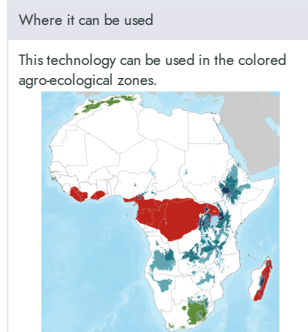 Where it can be used
This technology can be used in the colored
agro-ecological zones.